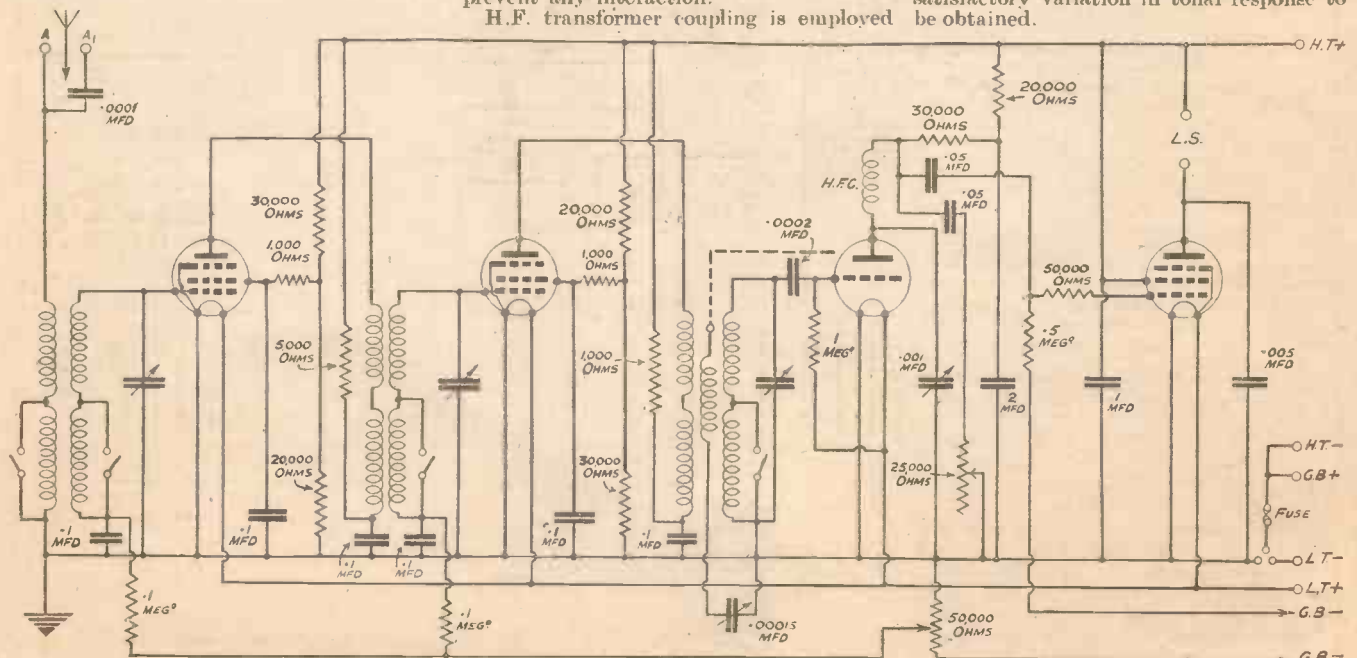 prevent any interaction.
H.F. transformer coupling is employed
satisfactory variation in tonal response to
be obtained.
A
A1
.0001
MFD
H.T+
20,000
OHMS
30,000
OHMS
.05
MFD
.05
MFD
H.F.C.
L.S.
30,000
OHMS
1,000
OHMS
20,000
OHMS
1,000
OHMS
.0002
MFD
50,000
OHMS
5,000
OHMS
1,000
OHMS
.1
MEGº
.001
MFD
.5
MEGº
2
MFD
1
MFD
.005
MFD
20,000
OHMS
30,000
OHMS
25,000
OHMS
H.T.-
G.B+
FUSE
.1
MFD
.1
MFD
.1
MFD
.1
MFD
.1
MFD
.1
MFD
L.T-
L.T+
G.B-
.1
MEGº
.1
MEGº
.00015
MFD
50,000
OHMS
G.B-